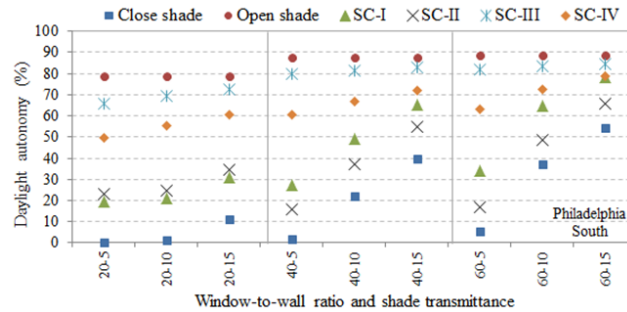 Close shade Open shade SC-I SC-II SC-III SC-IV
Daylight autonomy (%)
100
90
80
70
60
50
40
30
20
10
0
Philadelphia
South
20-5 20-10 20-15 40-5 40-10 40-15 60-5 60-10 60-15
Window-to-wall ratio and shade transmittance